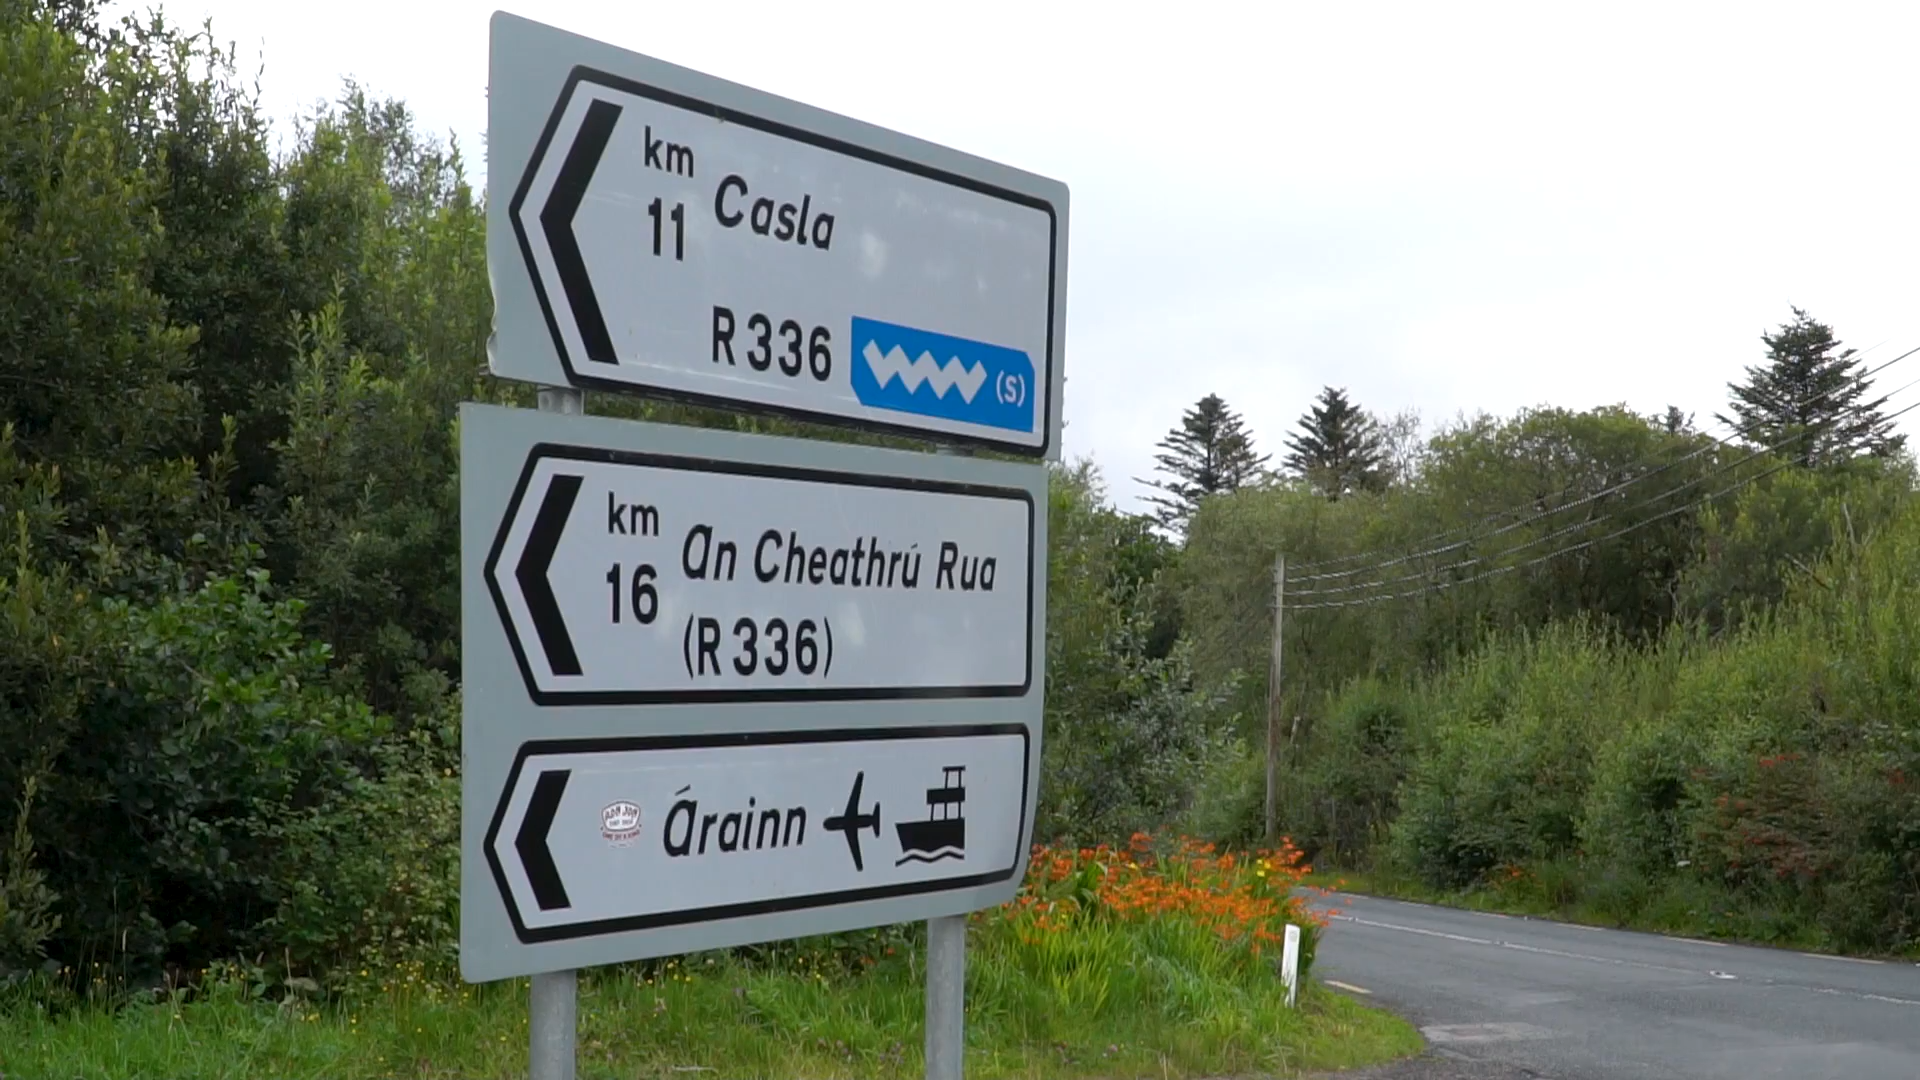 km
11 Casla
R336 (S)
km
16 An Cheathrú Rua
(R336)
Árainn